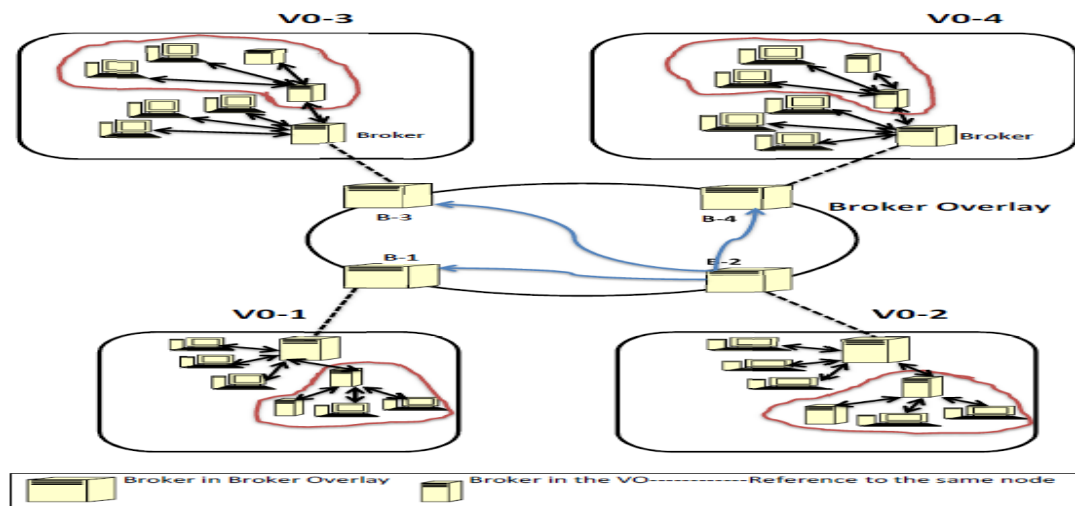 V0-3
V0-4
Broker
Broker
B-3
B-4
Broker Overlay
B-1
B-2
V0-1
V0-2
Broker in Broker Overlay
Broker in the VO------------Reference to the same node